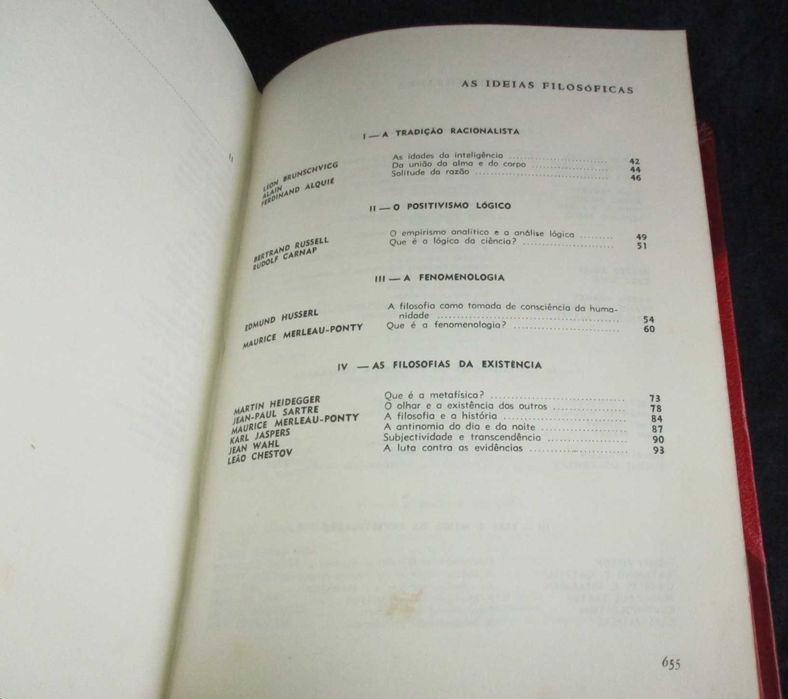 AS IDEIAS FILOSÓFICAS
I — A TRADIÇÃO RACIONALISTA
LÉON BRUNSCHVICG As idades da inteligência .......................... 42
ALAIN Da união da alma e do corpo .................... 44
FERDINAND ALQUIE Solitude da razão .................................. 46
II — O POSITIVISMO LÓGICO
BERTRAND RUSSELL O empirismo analítico e a análise lógica ......... 49
RUDOLF CARNAP Que é a lógica da ciência? ........................ 51
III — A FENOMENOLOGIA
EDMUND HUSSERL A filosofia como tomada de consciência da huma-
nidade ................................................ 54
MAURICE MERLEAU-PONTY Que é a fenomenologia? ........................... 60
IV — AS FILOSOFIAS DA EXISTÊNCIA
MARTIN HEIDEGGER Que é a metafísica? ............................... 73
JEAN-PAUL SARTRE O olhar e a existência dos outros ................ 78
MAURICE MERLEAU-PONTY A filosofia e a história ............................ 84
KARL JASPERS A antinomia do dia e da noite .................... 87
JEAN WAHL Subjectividade e transcendência .................. 90
LEÃO CHESTOV A luta contra as evidências ....................... 93
655